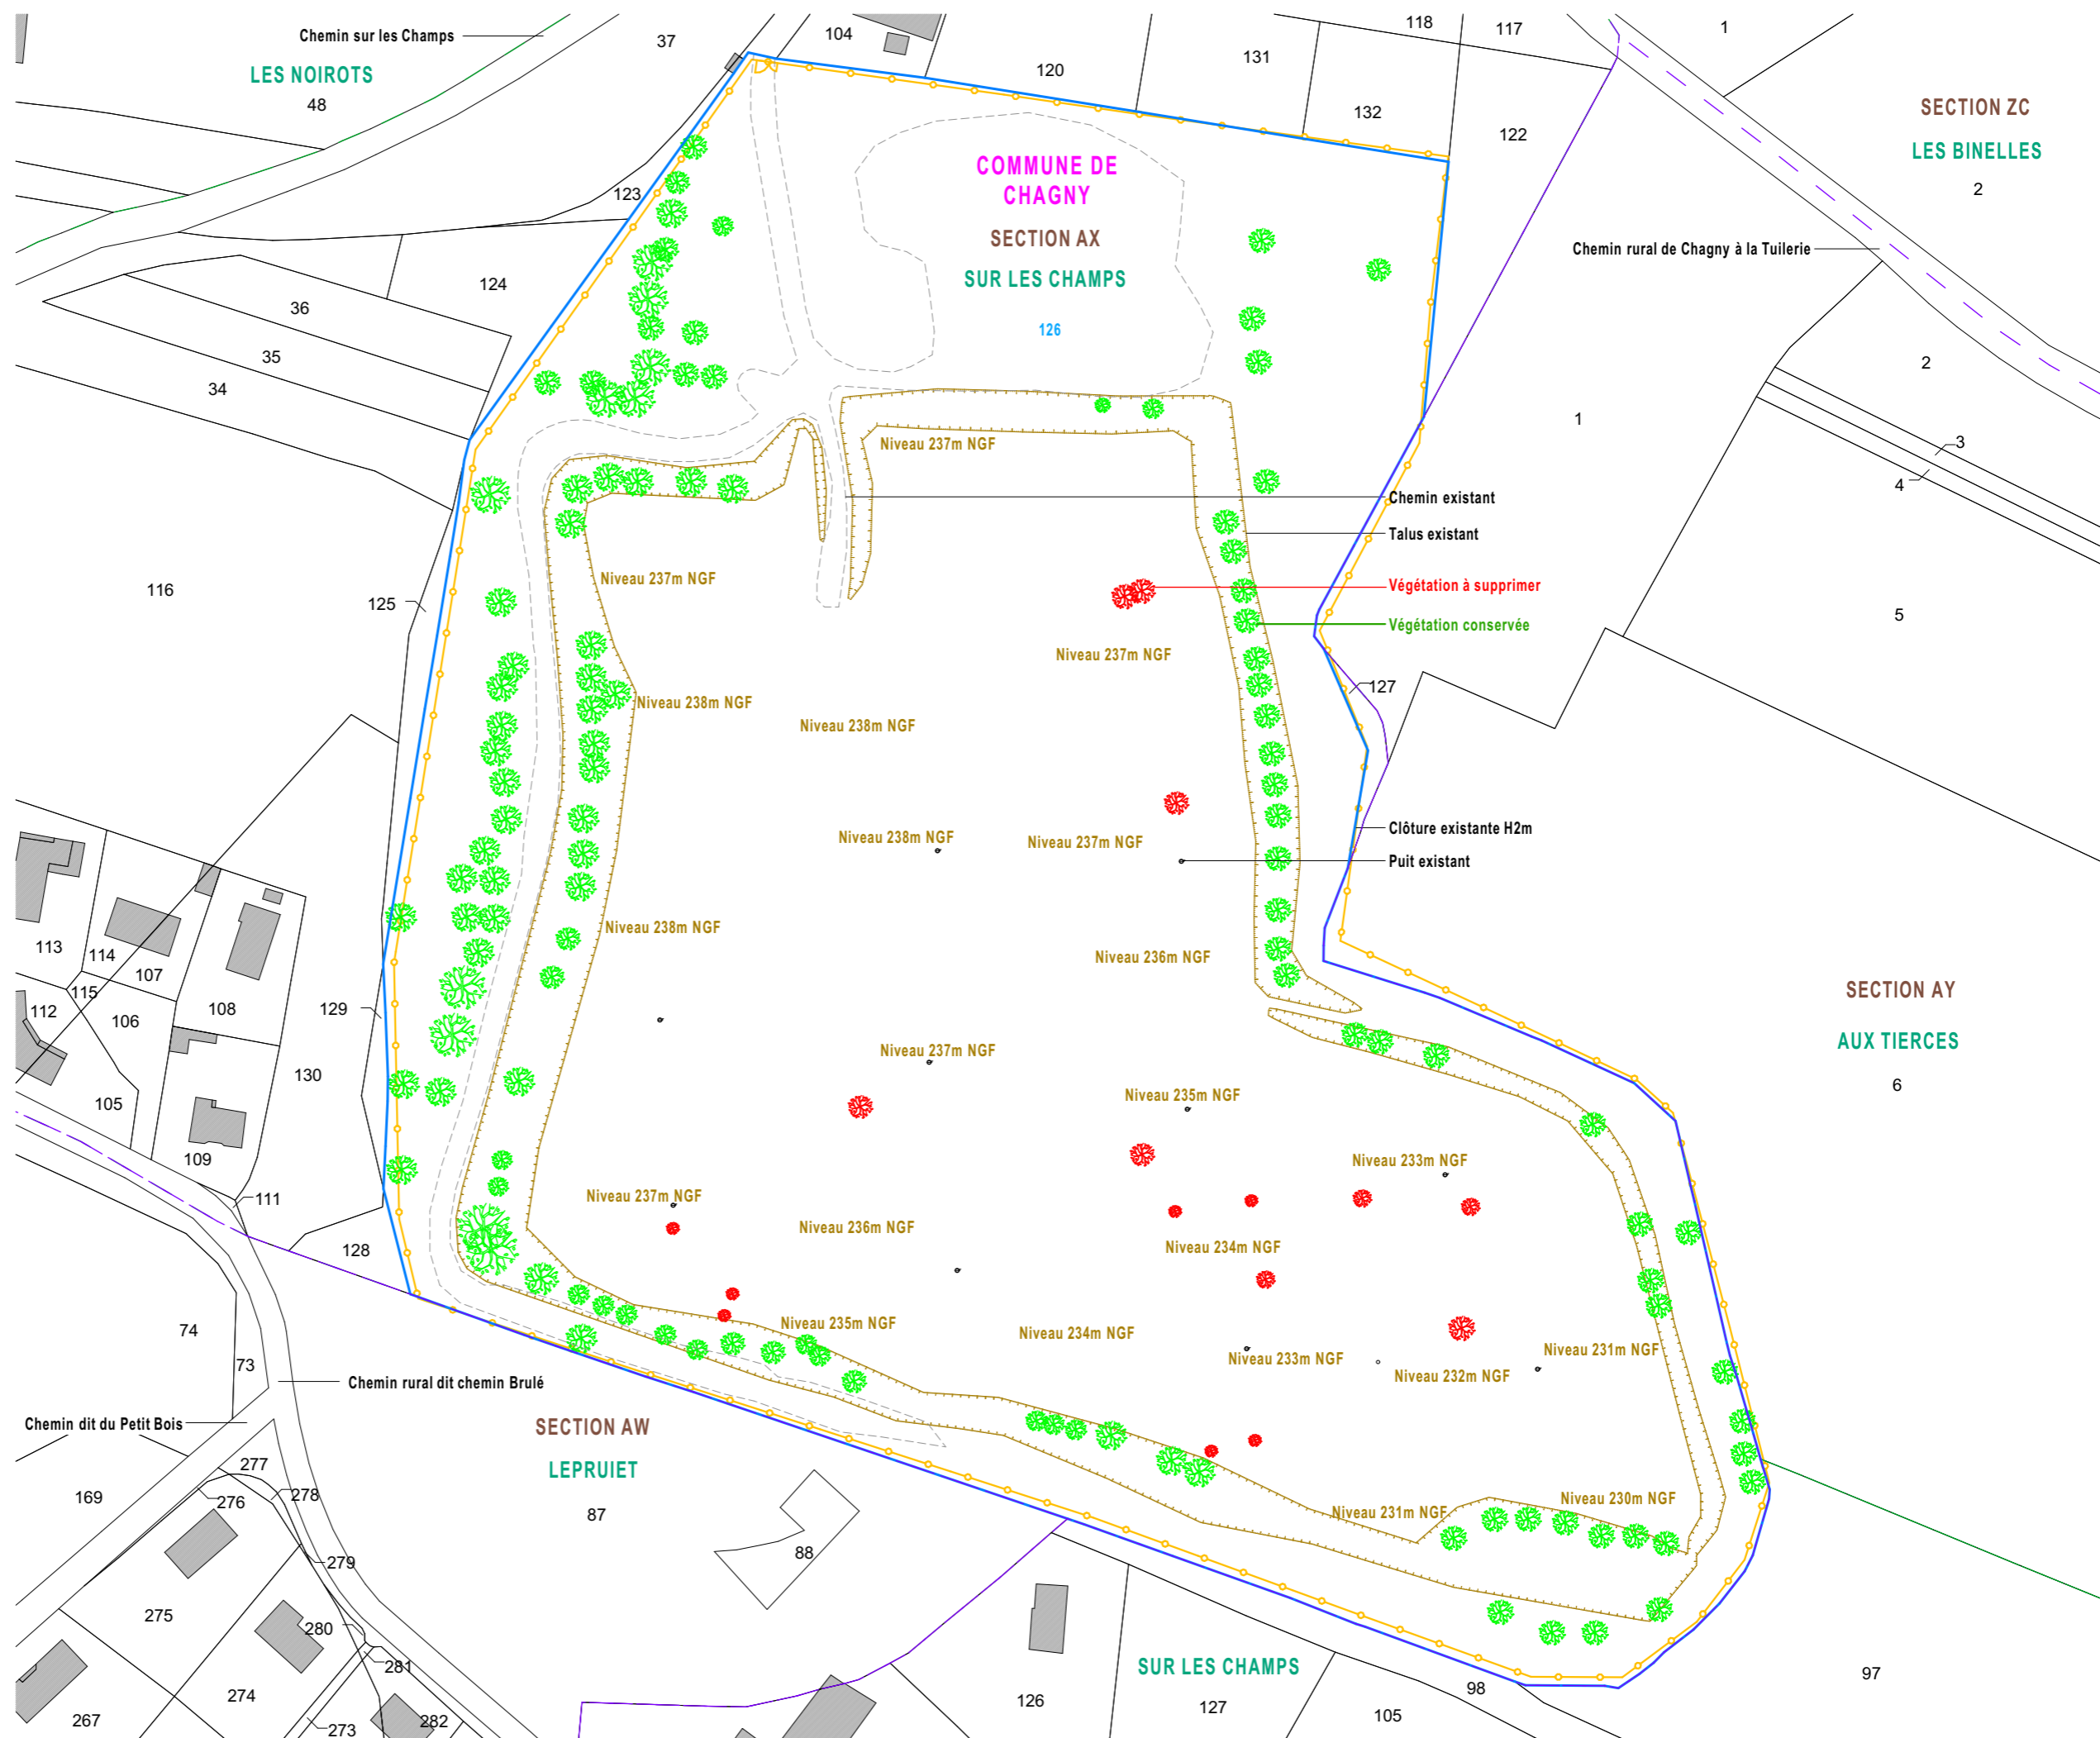 Chemin sur les Champs
LES NOIROTS
48
37
104
120
131
118
117
1
132
122
SECTION ZC
LES BINELLES
2
COMMUNE DE
CHAGNY
SECTION AX
SUR LES CHAMPS
126
123
124
36
35
34
Chemin rural de Chagny à la Tuilerie
2
1
3
4
Niveau 237m NGF
Chemin existant
Talus existant
Niveau 237m NGF
Végétation à supprimer
Végétation conservée
116
125
5
Niveau 237m NGF
127
Niveau 238m NGF
Niveau 238m NGF
Clôture existante H2m
Niveau 238m NGF
Niveau 237m NGF
Puit existant
113
114
107
Niveau 238m NGF
Niveau 236m NGF
115
112
106
108
129
SECTION AY
AUX TIERCES
6
Niveau 237m NGF
130
105
Niveau 235m NGF
109
Niveau 233m NGF
111
Niveau 237m NGF
Niveau 236m NGF
128
Niveau 234m NGF
74
Niveau 235m NGF
Niveau 234m NGF
Niveau 233m NGF
Niveau 231m NGF
73
Niveau 232m NGF
Chemin rural dit chemin Brulé
Chemin dit du Petit Bois
SECTION AW
LEPRUIET
87
277
169
276
278
Niveau 231m NGF
Niveau 230m NGF
88
279
275
280
281
SUR LES CHAMPS
274
126
127
98
97
267
273
282
105